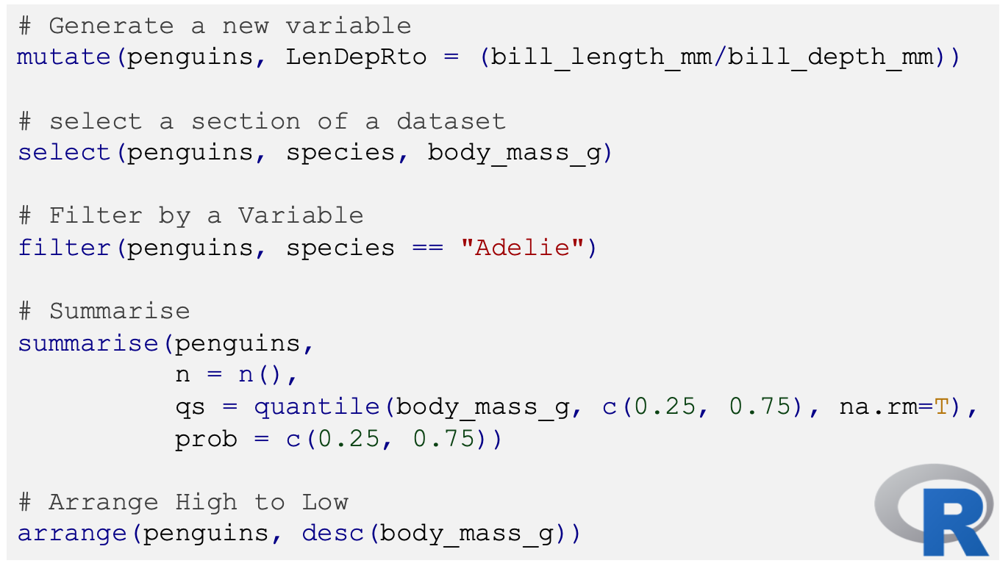 # Generate a new variable
mutate(penguins, LenDepRto = (bill_length_mm/bill_depth_mm))
# select a section of a dataset
select(penguins, species, body_mass_g)
# Filter by a Variable
filter(penguins, species == "Adelie")
# Summarise
summarise(penguins,
n = n(),
qs = quantile(body_mass_g, c(0.25, 0.75), na.rm=T),
prob = c(0.25, 0.75))
# Arrange High to Low
arrange(penguins, desc(body_mass_g))
R